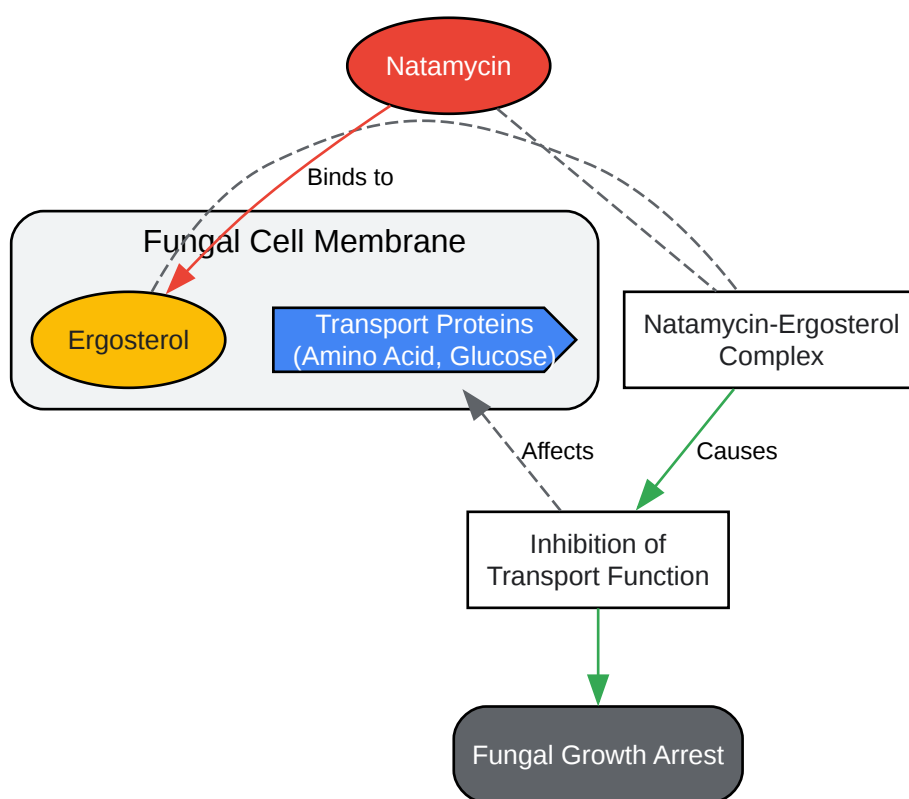 Natamycin
Binds to
Fungal Cell Membrane
Ergosterol
Transport Proteins
(Amino Acid, Glucose)
Natamycin-Ergosterol
Complex
Affects
Causes
Inhibition of
Transport Function
Fungal Growth Arrest